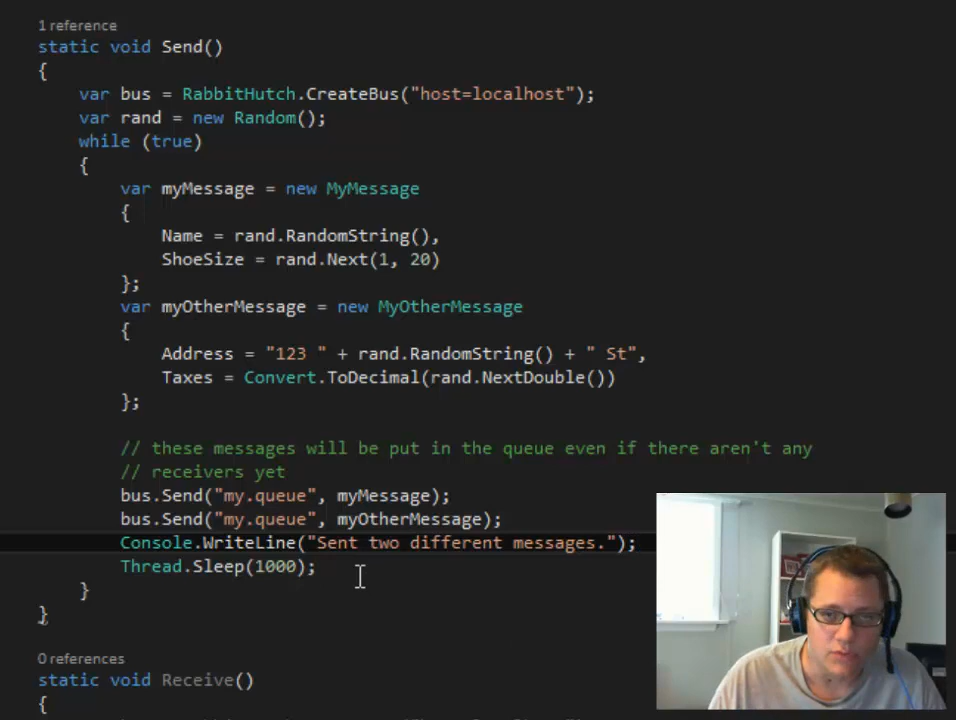 1 reference
static void Send()
{
var bus = RabbitHutch.CreateBus("host=localhost");
var rand = new Random();
while (true)
{
var myMessage = new MyMessage
{
Name = rand.RandomString(),
ShoeSize = rand.Next(1, 20)
};
var myOtherMessage = new MyOtherMessage
{
Address = "123 " + rand.RandomString() + " St",
Taxes = Convert.ToDecimal(rand.NextDouble())
};
// these messages will be put in the queue even if there aren't any
// receivers yet
bus.Send("my.queue", myMessage);
bus.Send("my.queue", myOtherMessage);
Console.WriteLine("Sent two different messages.");
Thread.Sleep(1000);
}
}
0 references
static void Receive()
{